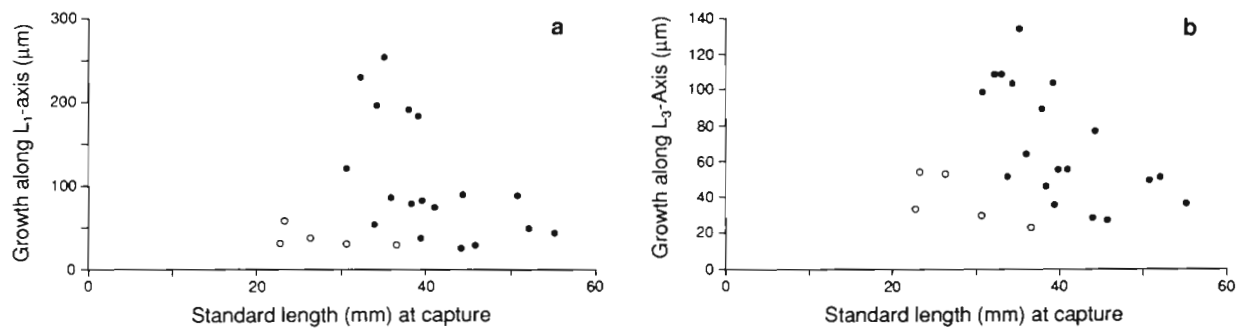 a
300
200
100
0
Growth along L₁-axis (μm)
0 20 40 60
Standard length (mm) at capture
b
140
120
100
80
60
40
20
0
Growth along L₃-Axis (μm)
0 20 40 60
Standard length (mm) at capture